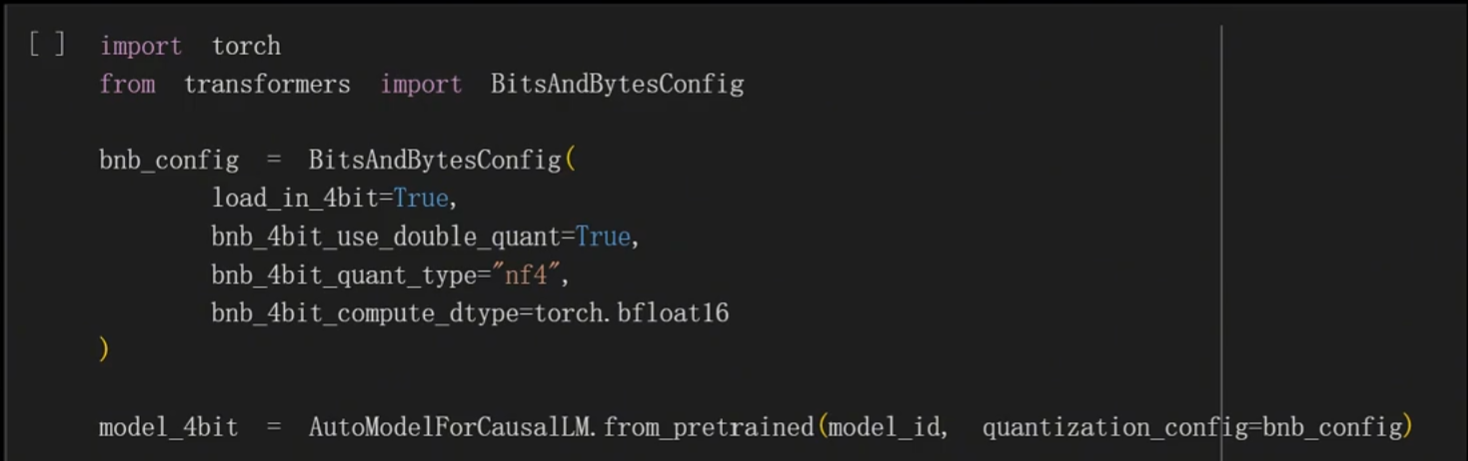 [ ] import torch
from transformers import BitsAndBytesConfig
bnb_config = BitsAndBytesConfig(
load_in_4bit=True,
bnb_4bit_use_double_quant=True,
bnb_4bit_quant_type="nf4",
bnb_4bit_compute_dtype=torch.bfloat16
)
model_4bit = AutoModelForCausalLM.from_pretrained(model_id, quantization_config=bnb_config)